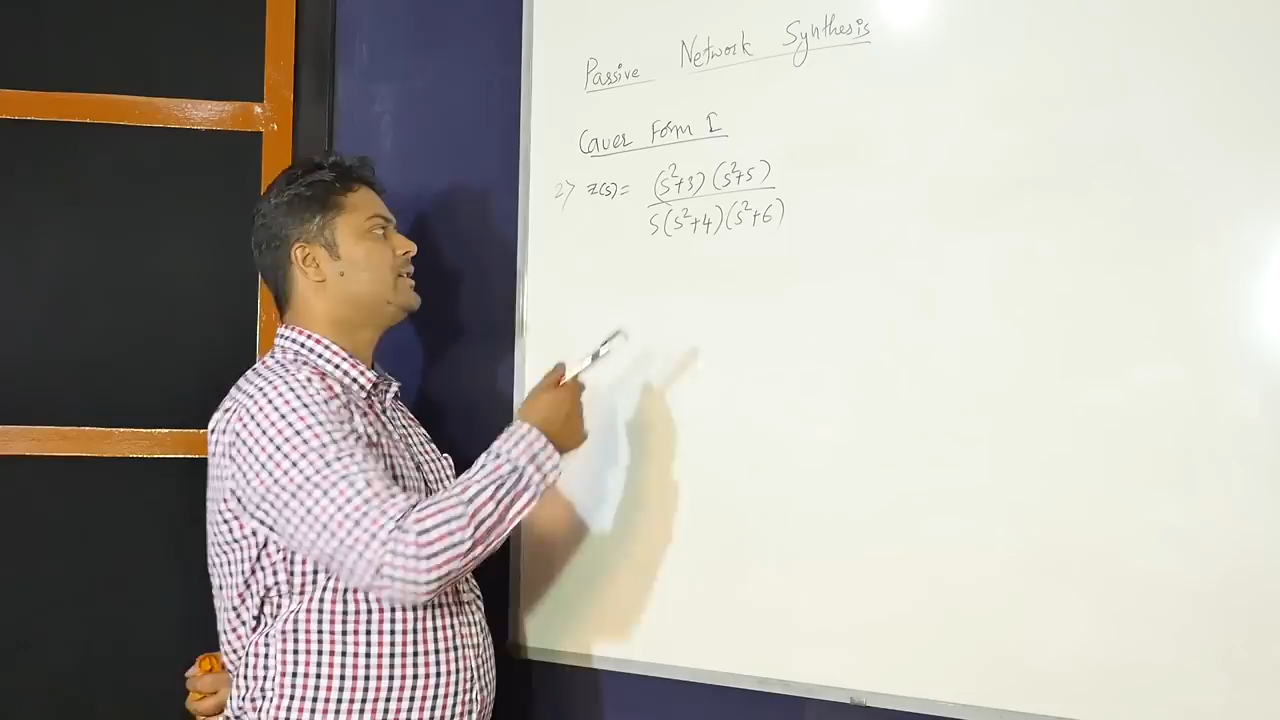 Passive Network Synthesis
Cauer Form I
2) Z(s) = (s²+3)(s²+5)
s(s²+4)(s²+6)